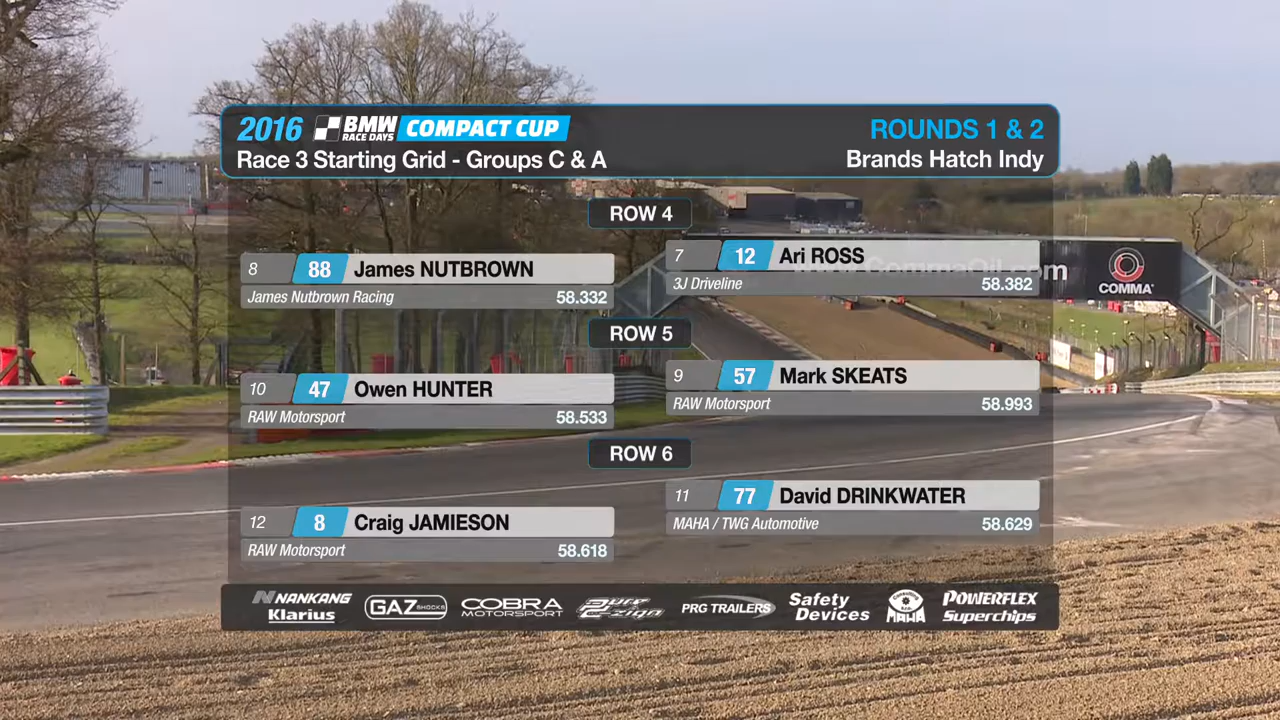 2016 BMW RACE DAYS COMPACT CUP
ROUNDS 1 & 2
Race 3 Starting Grid - Groups C & A
Brands Hatch Indy
ROW 4
7 12 Ari ROSS
3J Driveline 58.382
8 88 James NUTBROWN
James Nutbrown Racing 58.332
www.CommaOil.com
COMMA
ROW 5
9 57 Mark SKEATS
RAW Motorsport 58.993
10 47 Owen HUNTER
RAW Motorsport 58.533
ROW 6
11 77 David DRINKWATER
MAHA / TWG Automotive 58.629
12 8 Craig JAMIESON
RAW Motorsport 58.618
NANKANG
Klarius
GAZ SHOCKS
COBRA
MOTORSPORT
PRG TRAILERS
Safety
Devices
MAHA
POWERFLEX
Superchips